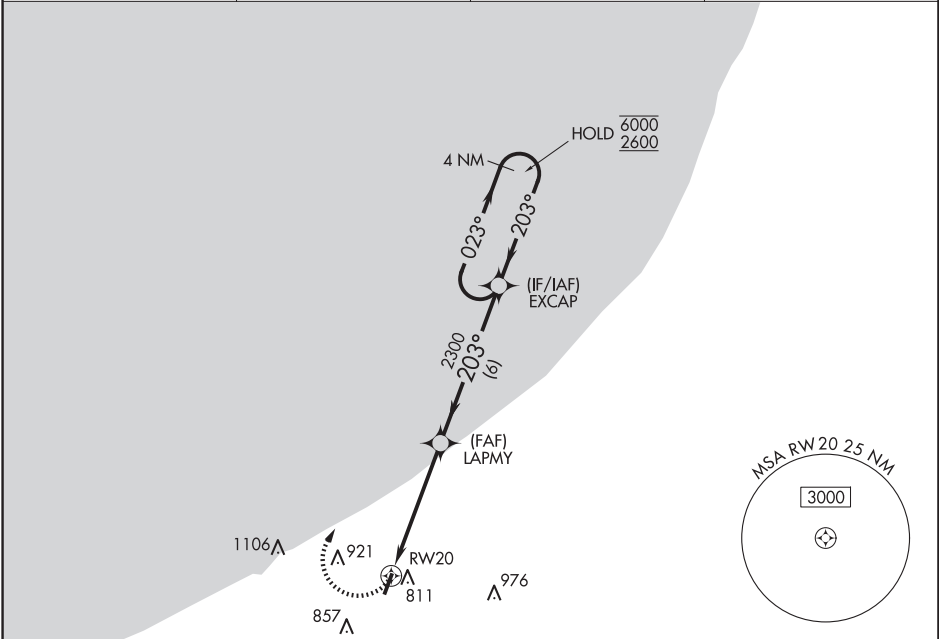 HOLD 6000
2600
4 NM
023°
203°
(IF/IAF)
EXCAP
2300
203°
(6)
(FAF)
LAPMY
MSA RW20 25 NM
3000
1106
921
RW20
811
976
857